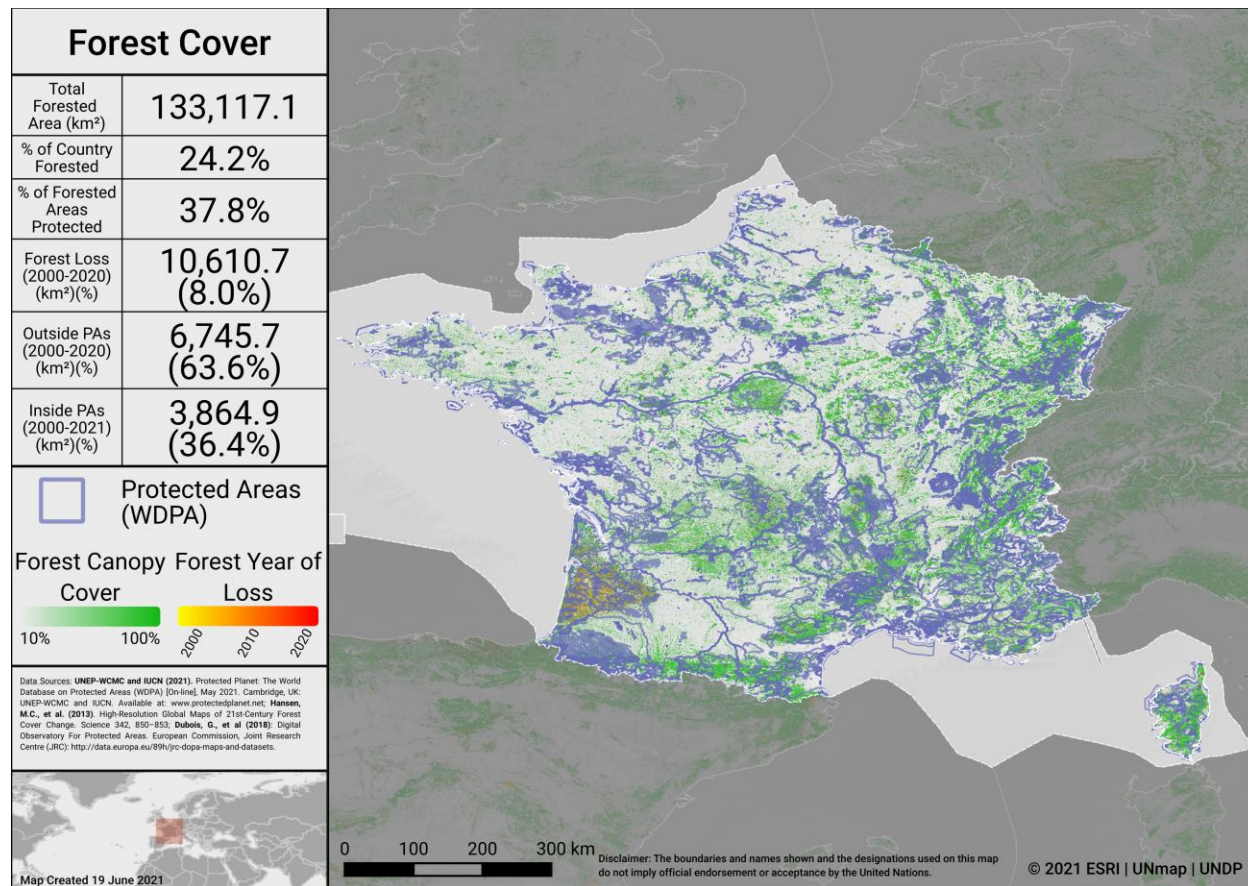 Forest Cover
Total
Forested
Area (km²)
133,117.1
% of Country
Forested
24.2%
% of Forested
Areas
Protected
37.8%
Forest Loss
(2000-2020)
(km²)(%)
10,610.7
(8.0%)
Outside PAs
(2000-2020)
(km²)(%)
6,745.7
(63.6%)
Inside PAs
(2000-2021)
(km²)(%)
3,864.9
(36.4%)
Protected Areas
(WDPA)
Forest Canopy
Cover
10%
100%
Forest Year of
Loss
2000
2010
2020
Data Sources: UNEP-WCMC and IUCN (2021). Protected Planet: The World
Database on Protected Areas (WDPA) [On-line], May 2021. Cambridge, UK:
UNEP-WCMC and IUCN. Available at: www.protectedplanet.net; Hansen,
M.C., et al. (2013). High-Resolution Global Maps of 21st-Century Forest
Cover Change. Science 342, 850–853; Dubois, G., et al (2018): Digital
Observatory For Protected Areas. European Commission, Joint Research
Centre (JRC): http://data.europa.eu/89h/jrc-dopa-maps-and-datasets.
Map Created 19 June 2021
0 100 200 300 km
Disclaimer: The boundaries and names shown and the designations used on this map
do not imply official endorsement or acceptance by the United Nations.
© 2021 ESRI | UNmap | UNDP